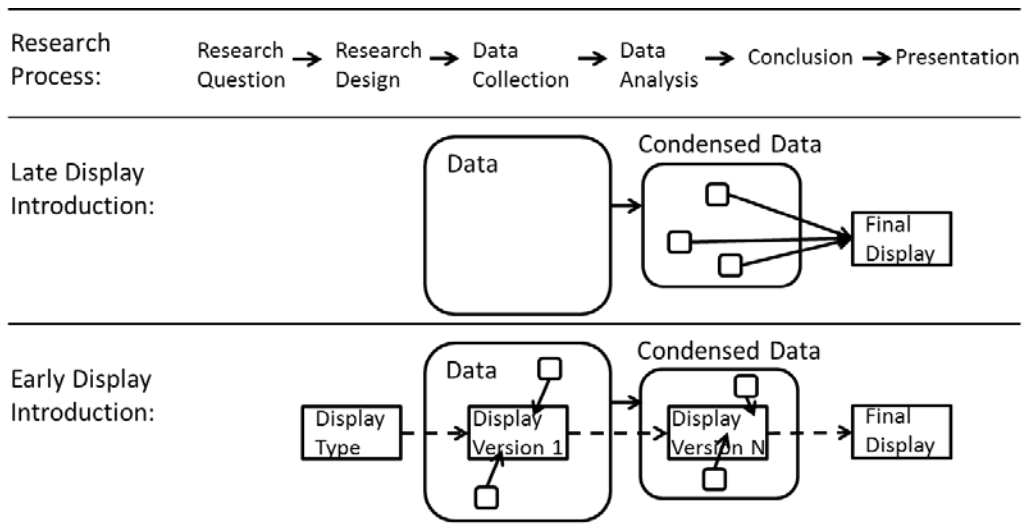 Research
Process:
Research
Question
Research
Design
Data
Collection
Data
Analysis
Conclusion
Presentation
Late Display
Introduction:
Data
Condensed Data
Final
Display
Early Display
Introduction:
Display
Type
Data
Display
Version 1
Condensed Data
Display
Version N
Final
Display